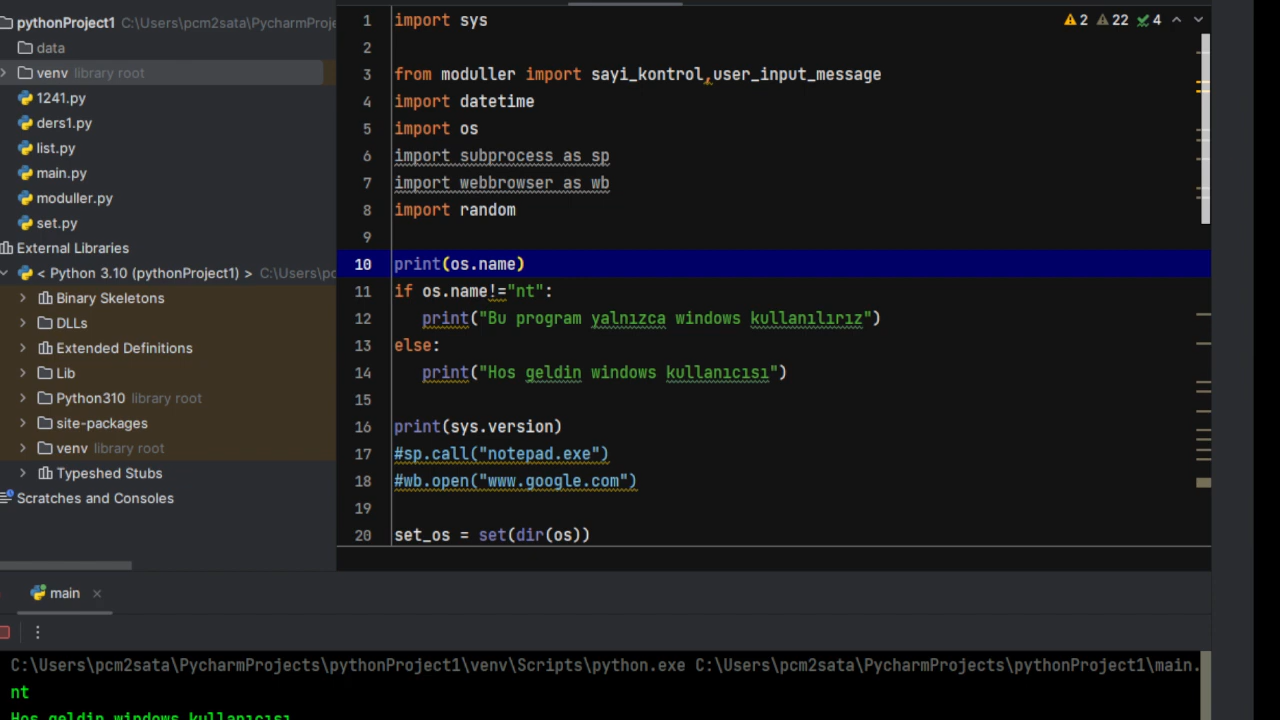 pythonProject1 C:\Users\pcm2sata\PycharmProje
data
venv library root
1241.py
ders1.py
list.py
main.py
moduller.py
set.py
External Libraries
< Python 3.10 (pythonProject1) > C:\Users\pc
Binary Skeletons
DLLs
Extended Definitions
Lib
Python310 library root
site-packages
venv library root
Typeshed Stubs
Scratches and Consoles
2 22 4
1 import sys
2
3 from moduller import sayi_kontrol,user_input_message
4 import datetime
5 import os
6 import subprocess as sp
7 import webbrowser as wb
8 import random
9
10 print(os.name)
11 if os.name!="nt":
12 print("Bu program yalnızca windows kullanılırız")
13 else:
14 print("Hos geldin windows kullanıcısı")
15
16 print(sys.version)
17 #sp.call("notepad.exe")
18 #wb.open("www.google.com")
19
20 set_os = set(dir(os))
main
C:\Users\pcm2sata\PycharmProjects\pythonProject1\venv\Scripts\python.exe C:\Users\pcm2sata\PycharmProjects\pythonProject1\main.
nt
Hos geldin windows kullanıcısı